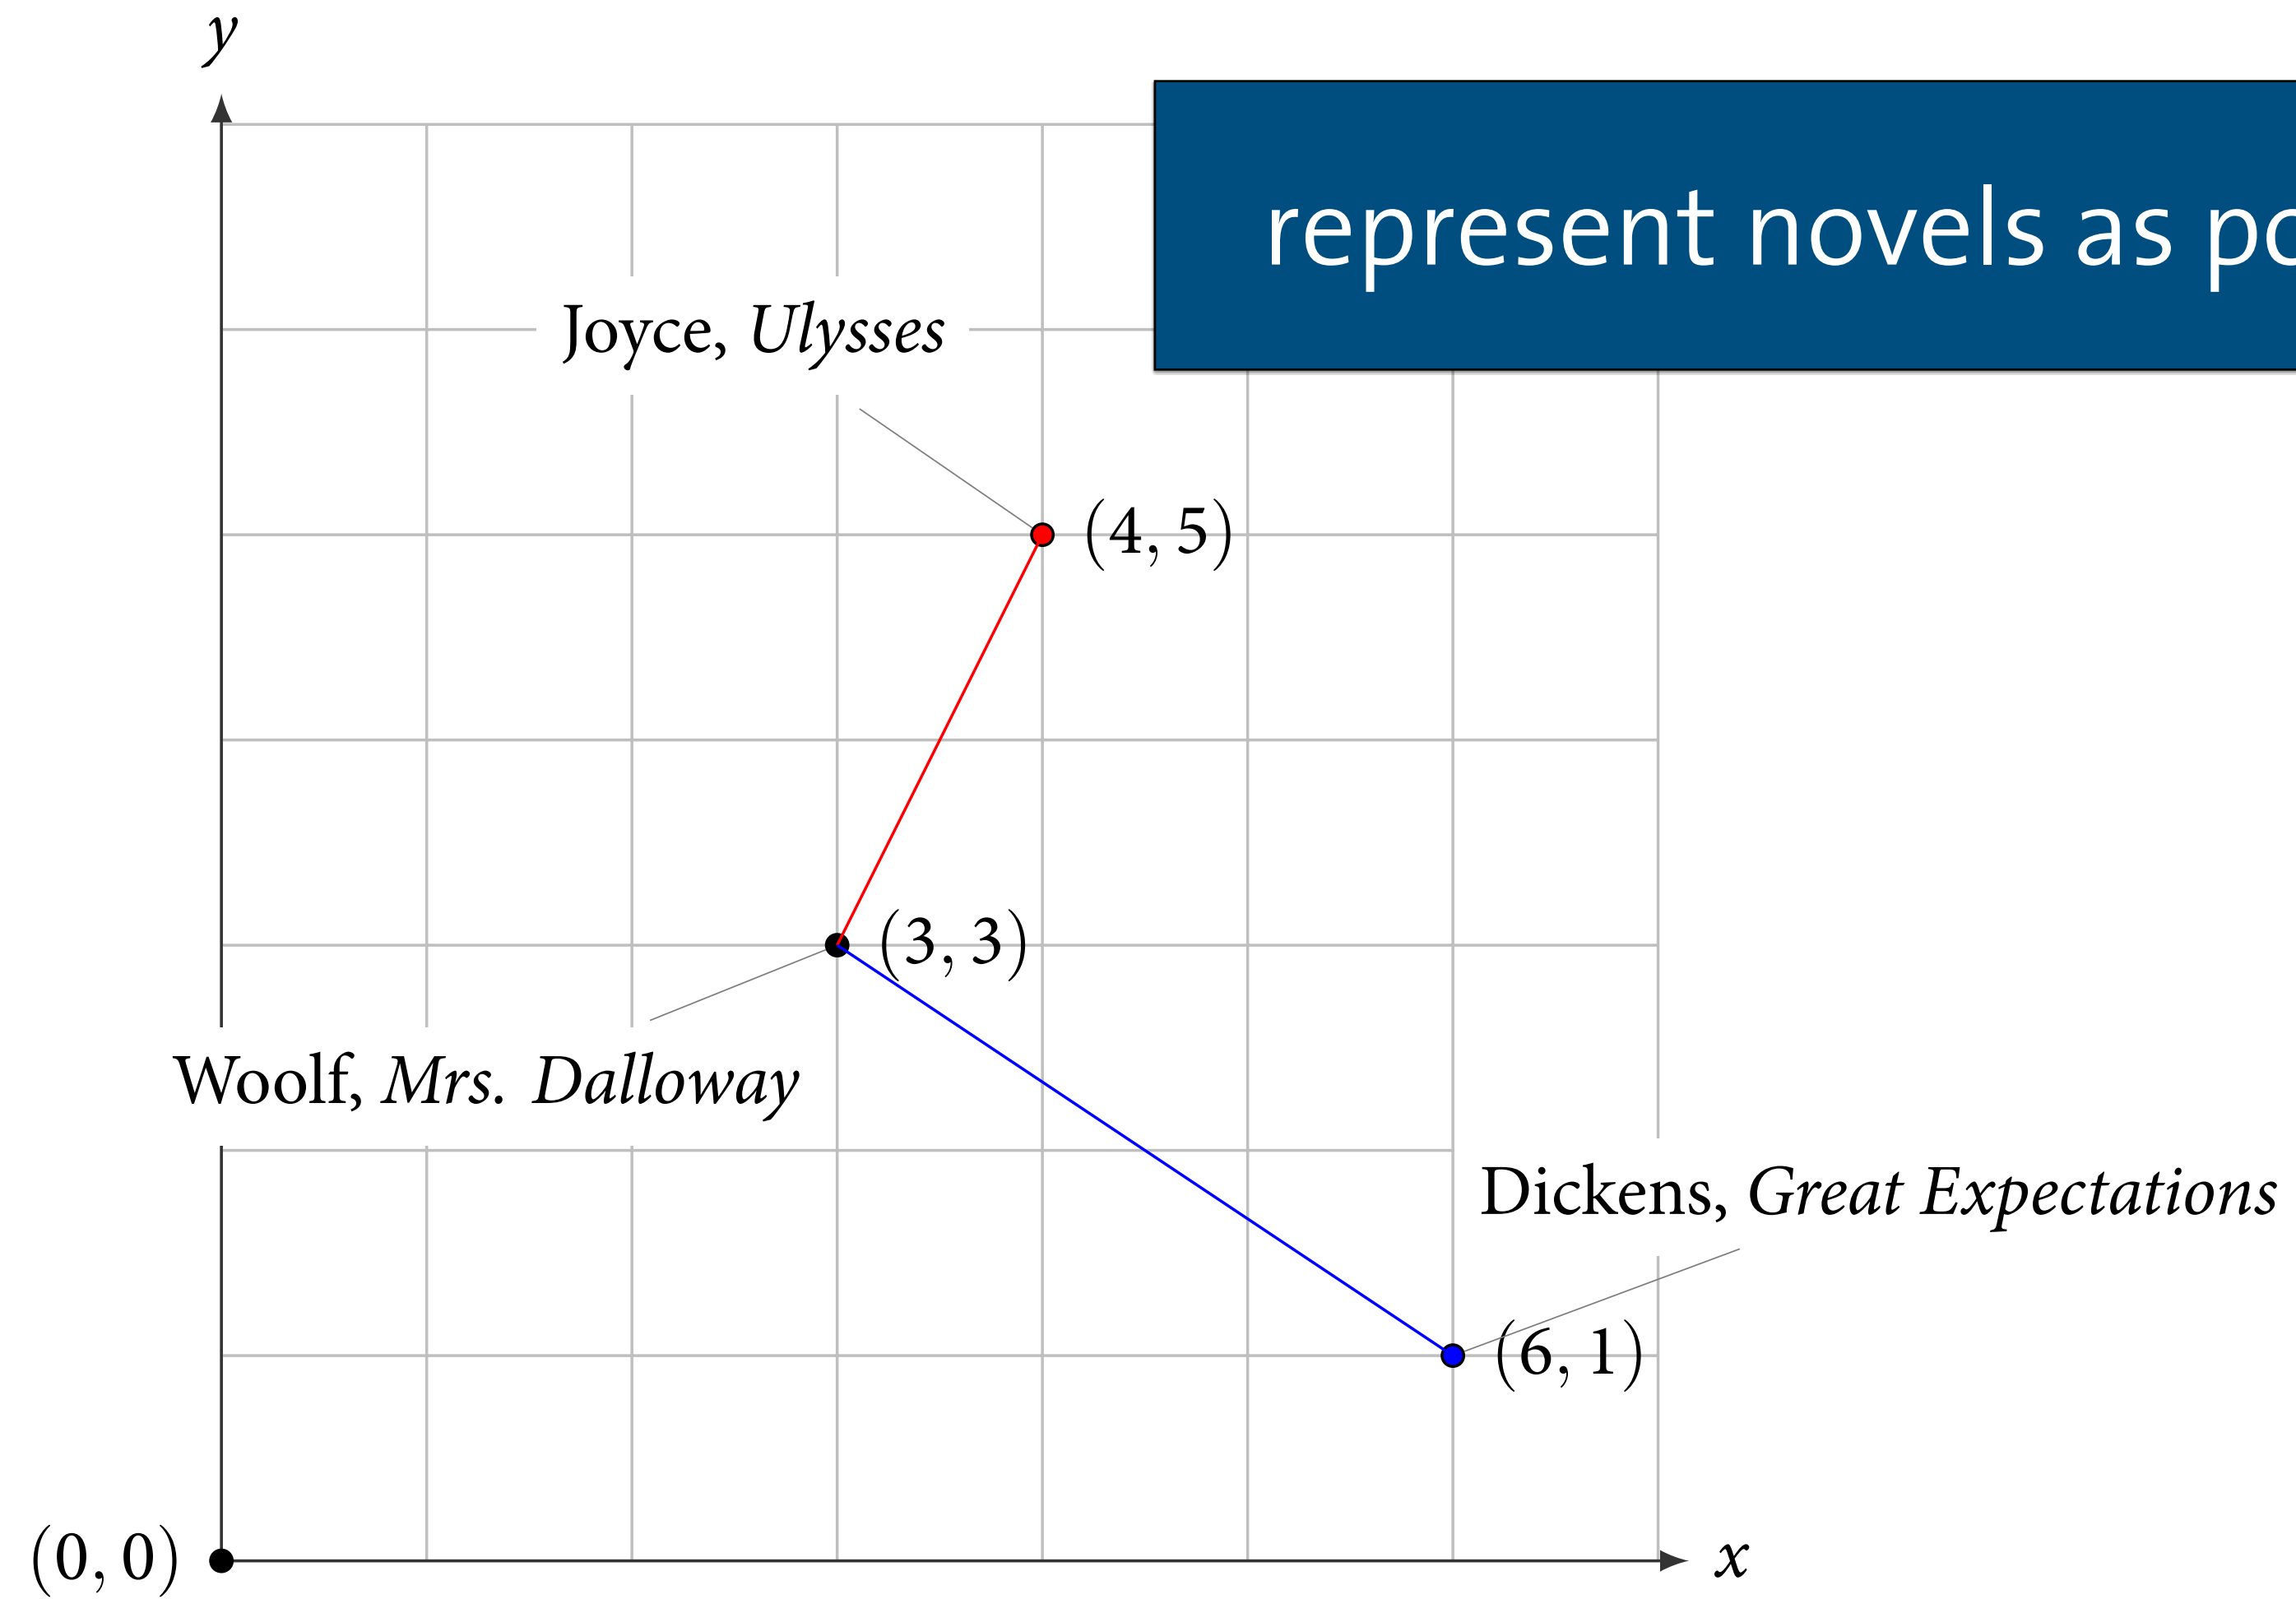 y
represent novels as
Joyce, Ulysses
(4, 5)
(3, 3)
Woolf, Mrs. Dalloway
Dickens, Great Expectations
(6, 1)
(0, 0)
x